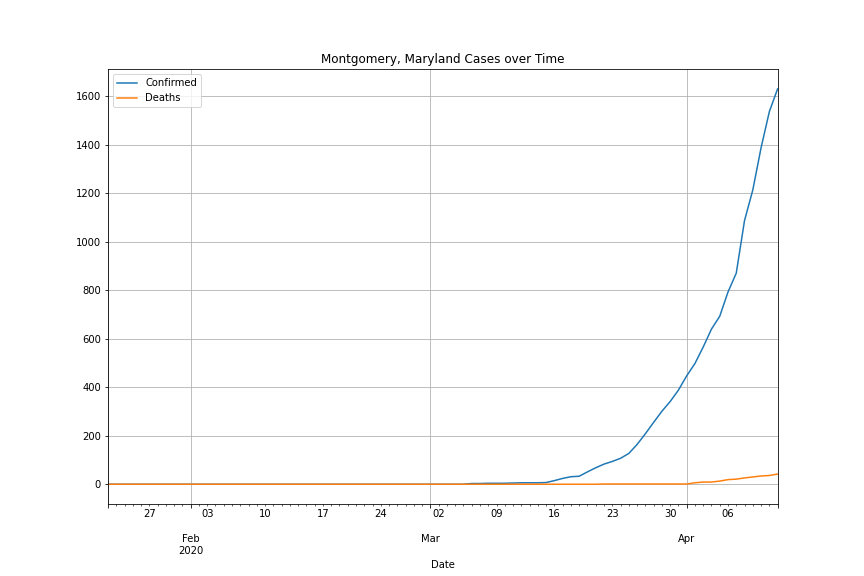 Montgomery, Maryland Cases over Time
Confirmed
Deaths
1600
1400
1200
1000
800
600
400
200
0
27 03 10 17 24 02 09 16 23 30 06
Feb Mar Apr
2020
Date